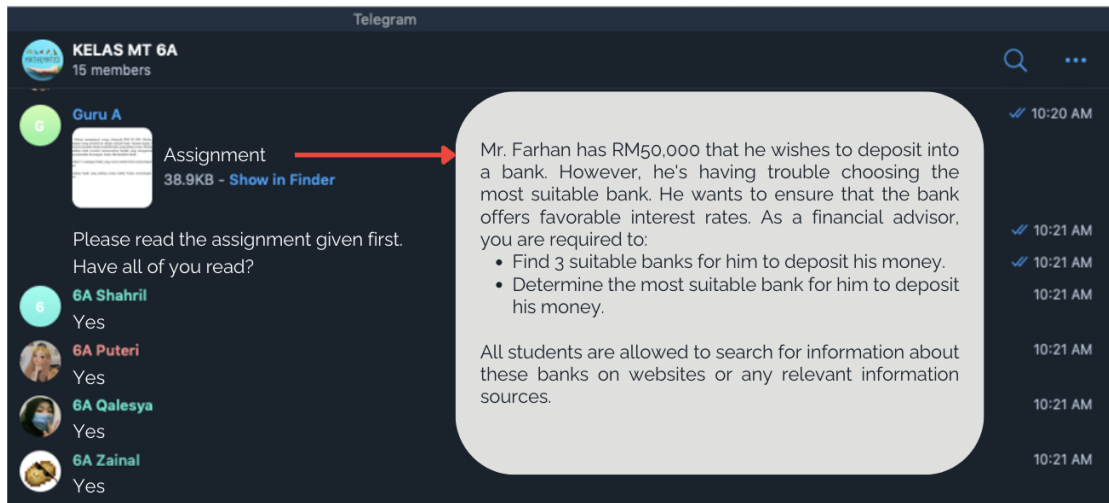 Telegram
KELAS MT 6A
15 members
Guru A
10:20 AM
Assignment
38.9KB - Show in Finder
Please read the assignment given first.
10:21 AM
Have all of you read?
10:21 AM
6A Shahril
10:21 AM
Yes
6A Puteri
10:21 AM
Yes
6A Qalesya
10:21 AM
Yes
6A Zainal
10:21 AM
Yes
Mr. Farhan has RM50,000 that he wishes to deposit into
a bank. However, he's having trouble choosing the
most suitable bank. He wants to ensure that the bank
offers favorable interest rates. As a financial advisor,
you are required to:
• Find 3 suitable banks for him to deposit his money.
• Determine the most suitable bank for him to deposit
his money.
All students are allowed to search for information about
these banks on websites or any relevant information
sources.
G
6